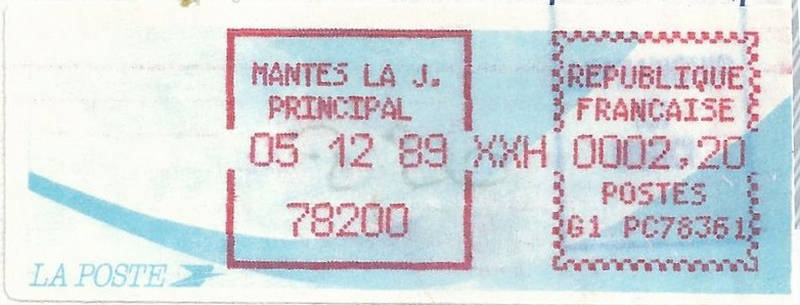 MANTES LA J.
PRINCIPAL
05 12 89 XXH
78200
REPUBLIQUE
FRANCAISE
0002,20
POSTES
G1 PC78361
LA POSTE